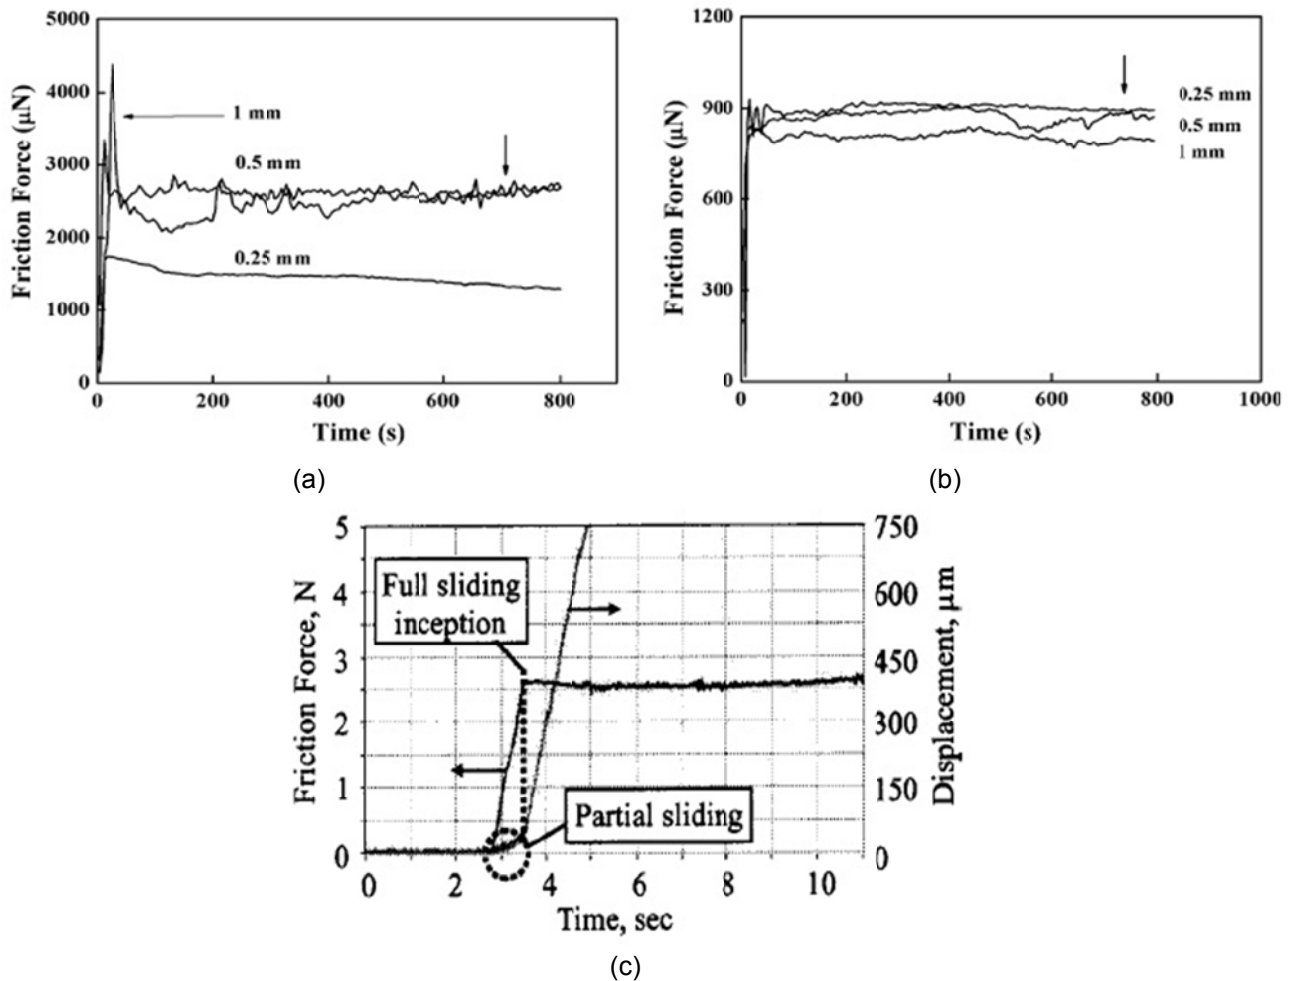 5000
4000
3000
2000
1000
0
Friction Force (μN)
1 mm
0.5 mm
0.25 mm
0 200 400 600 800
Time (s)
(a)
1200
900
600
300
0
Friction Force (μN)
0.25 mm
0.5 mm
1 mm
0 200 400 600 800 1000
Time (s)
(b)
5
4
3
2
1
0
Friction Force, N
Full sliding
inception
Partial sliding
750
600
450
300
150
0
Displacement, μm
0 2 4 6 8 10
Time, sec
(c)